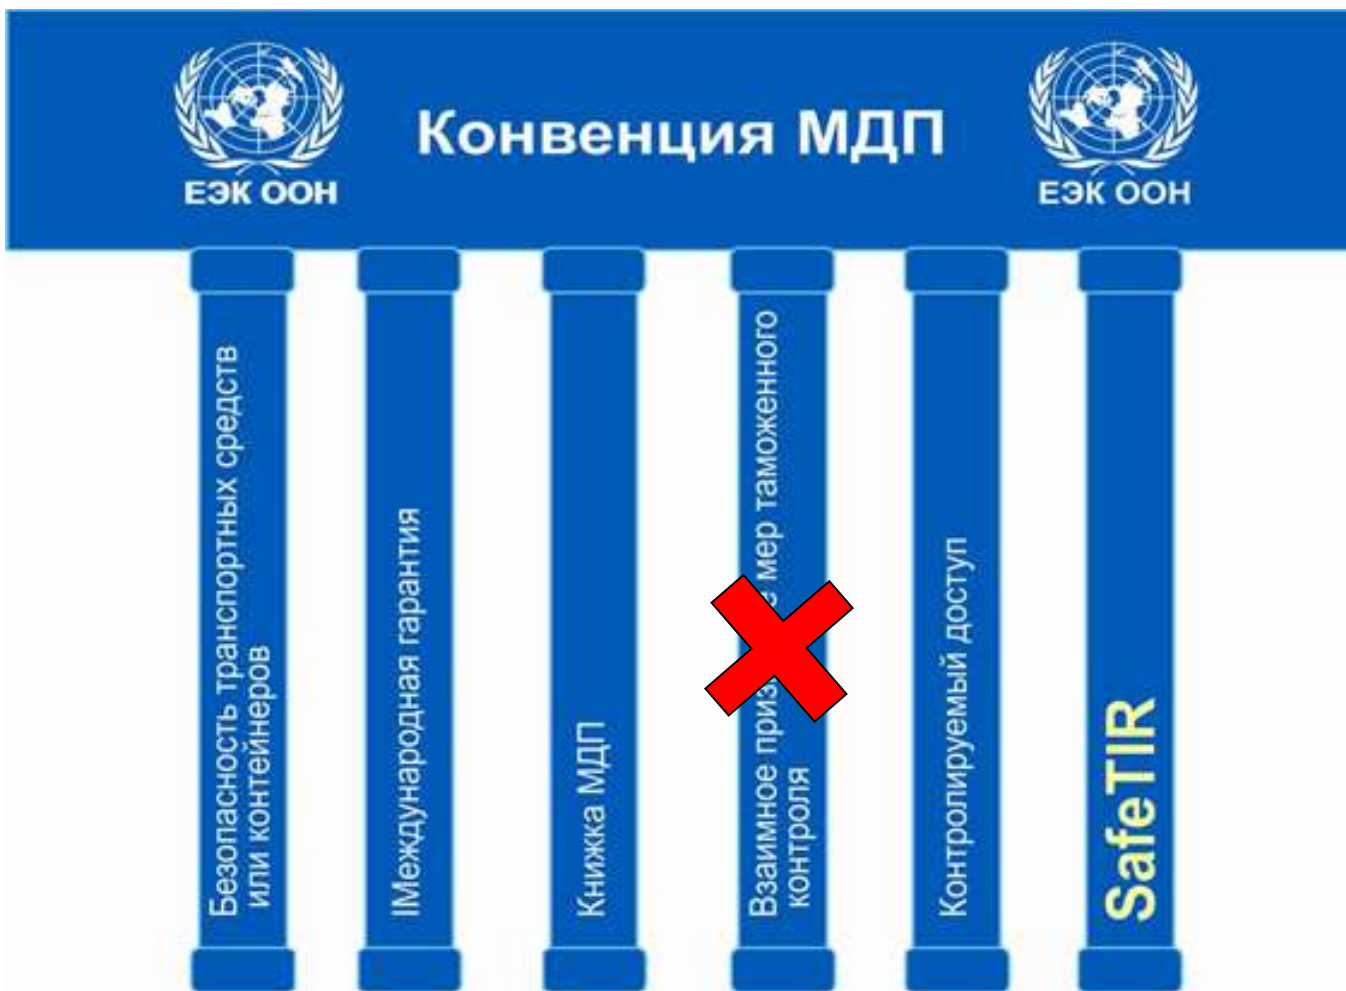 Конвенция МДП
ЕЭК ООН
ЕЭК ООН
Безопасность транспортных средств
или контейнеров
IМеждународная гарантия
Книжка МДП
Взаимное мер таможенного
контроля
Контролируемый доступ
SafeTIR